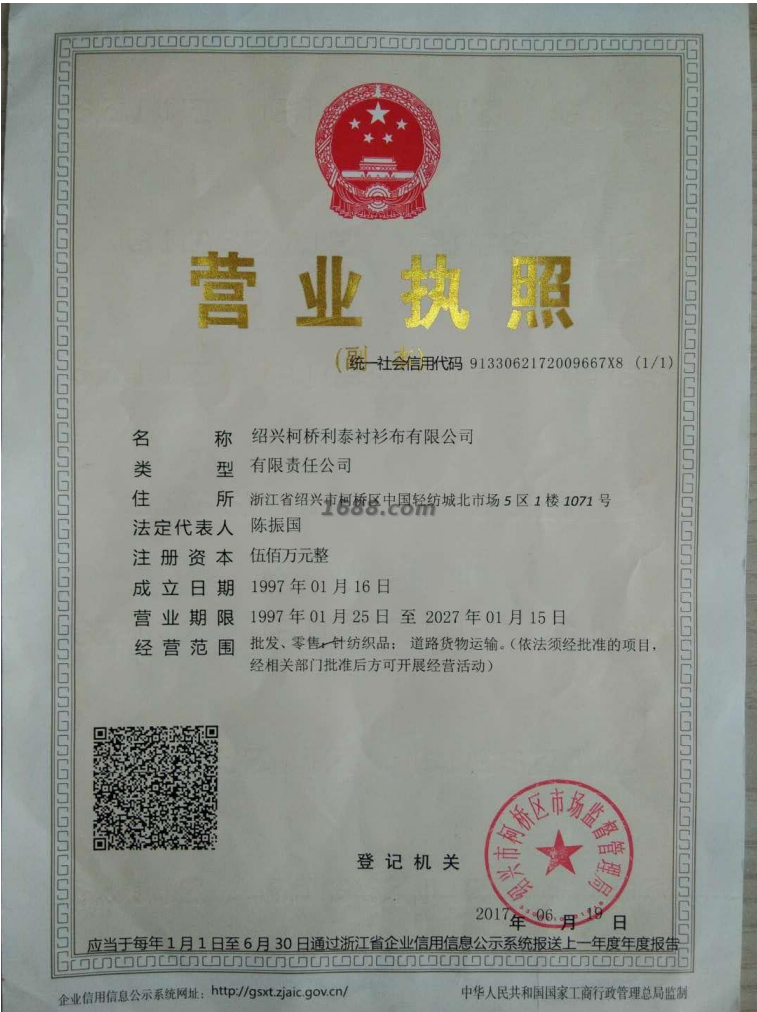 营业执照
(副本)
统一社会信用代码 9133062172009667X8 (1/1)
名称 绍兴柯桥利泰衬衫布有限公司
类型 有限责任公司
住所 浙江省绍兴市柯桥区中国轻纺城北市场5区1楼1071号
1688.com
法定代表人 陈振国
注册资本 伍佰万元整
成立日期 1997年01月16日
营业期限 1997年01月25日 至 2027年01月15日
经营范围 批发、零售:针纺织品; 道路货物运输。(依法须经批准的项目,
经相关部门批准后方可开展经营活动)
绍兴市柯桥区市场监督管理局
登记机关
2017年06月19日
应当于每年1月1日至6月30日通过浙江省企业信用信息公示系统报送上一年度年度报告
企业信用信息公示系统网址: http://gsxt.zjaic.gov.cn/
中华人民共和国国家工商行政管理总局监制